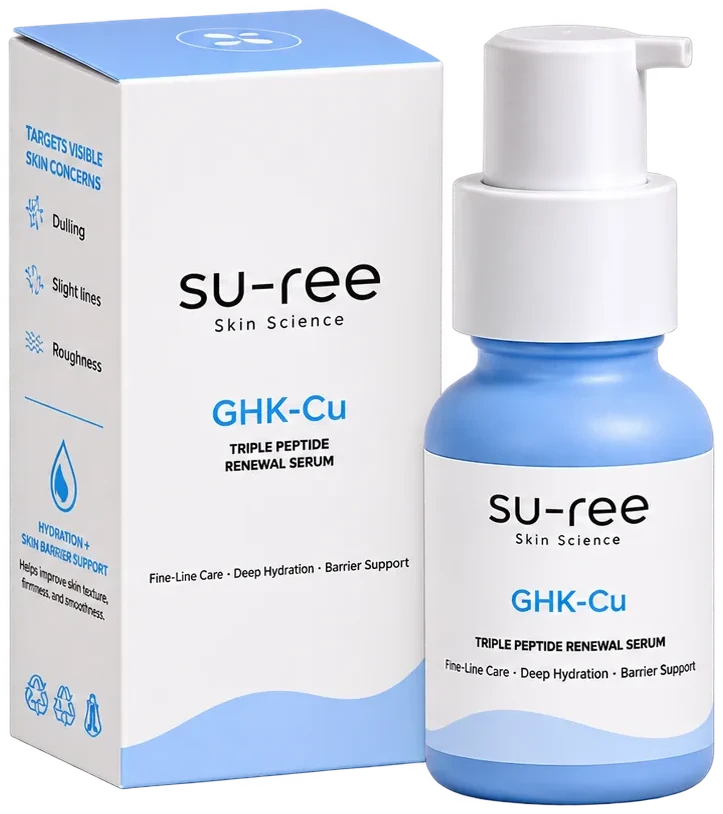 TARGETS VISIBLE
SKIN CONCERNS
Dulling
Slight lines
Roughness
HYDRATION +
SKIN BARRIER SUPPORT
Helps improve skin texture,
firmness, and smoothness.
su-ree
Skin Science
GHK-Cu
TRIPLE PEPTIDE
RENEWAL SERUM
Fine-Line Care · Deep Hydration · Barrier Support
su-ree
Skin Science
GHK-Cu
TRIPLE PEPTIDE RENEWAL SERUM
Fine-Line Care · Deep Hydration · Barrier Support